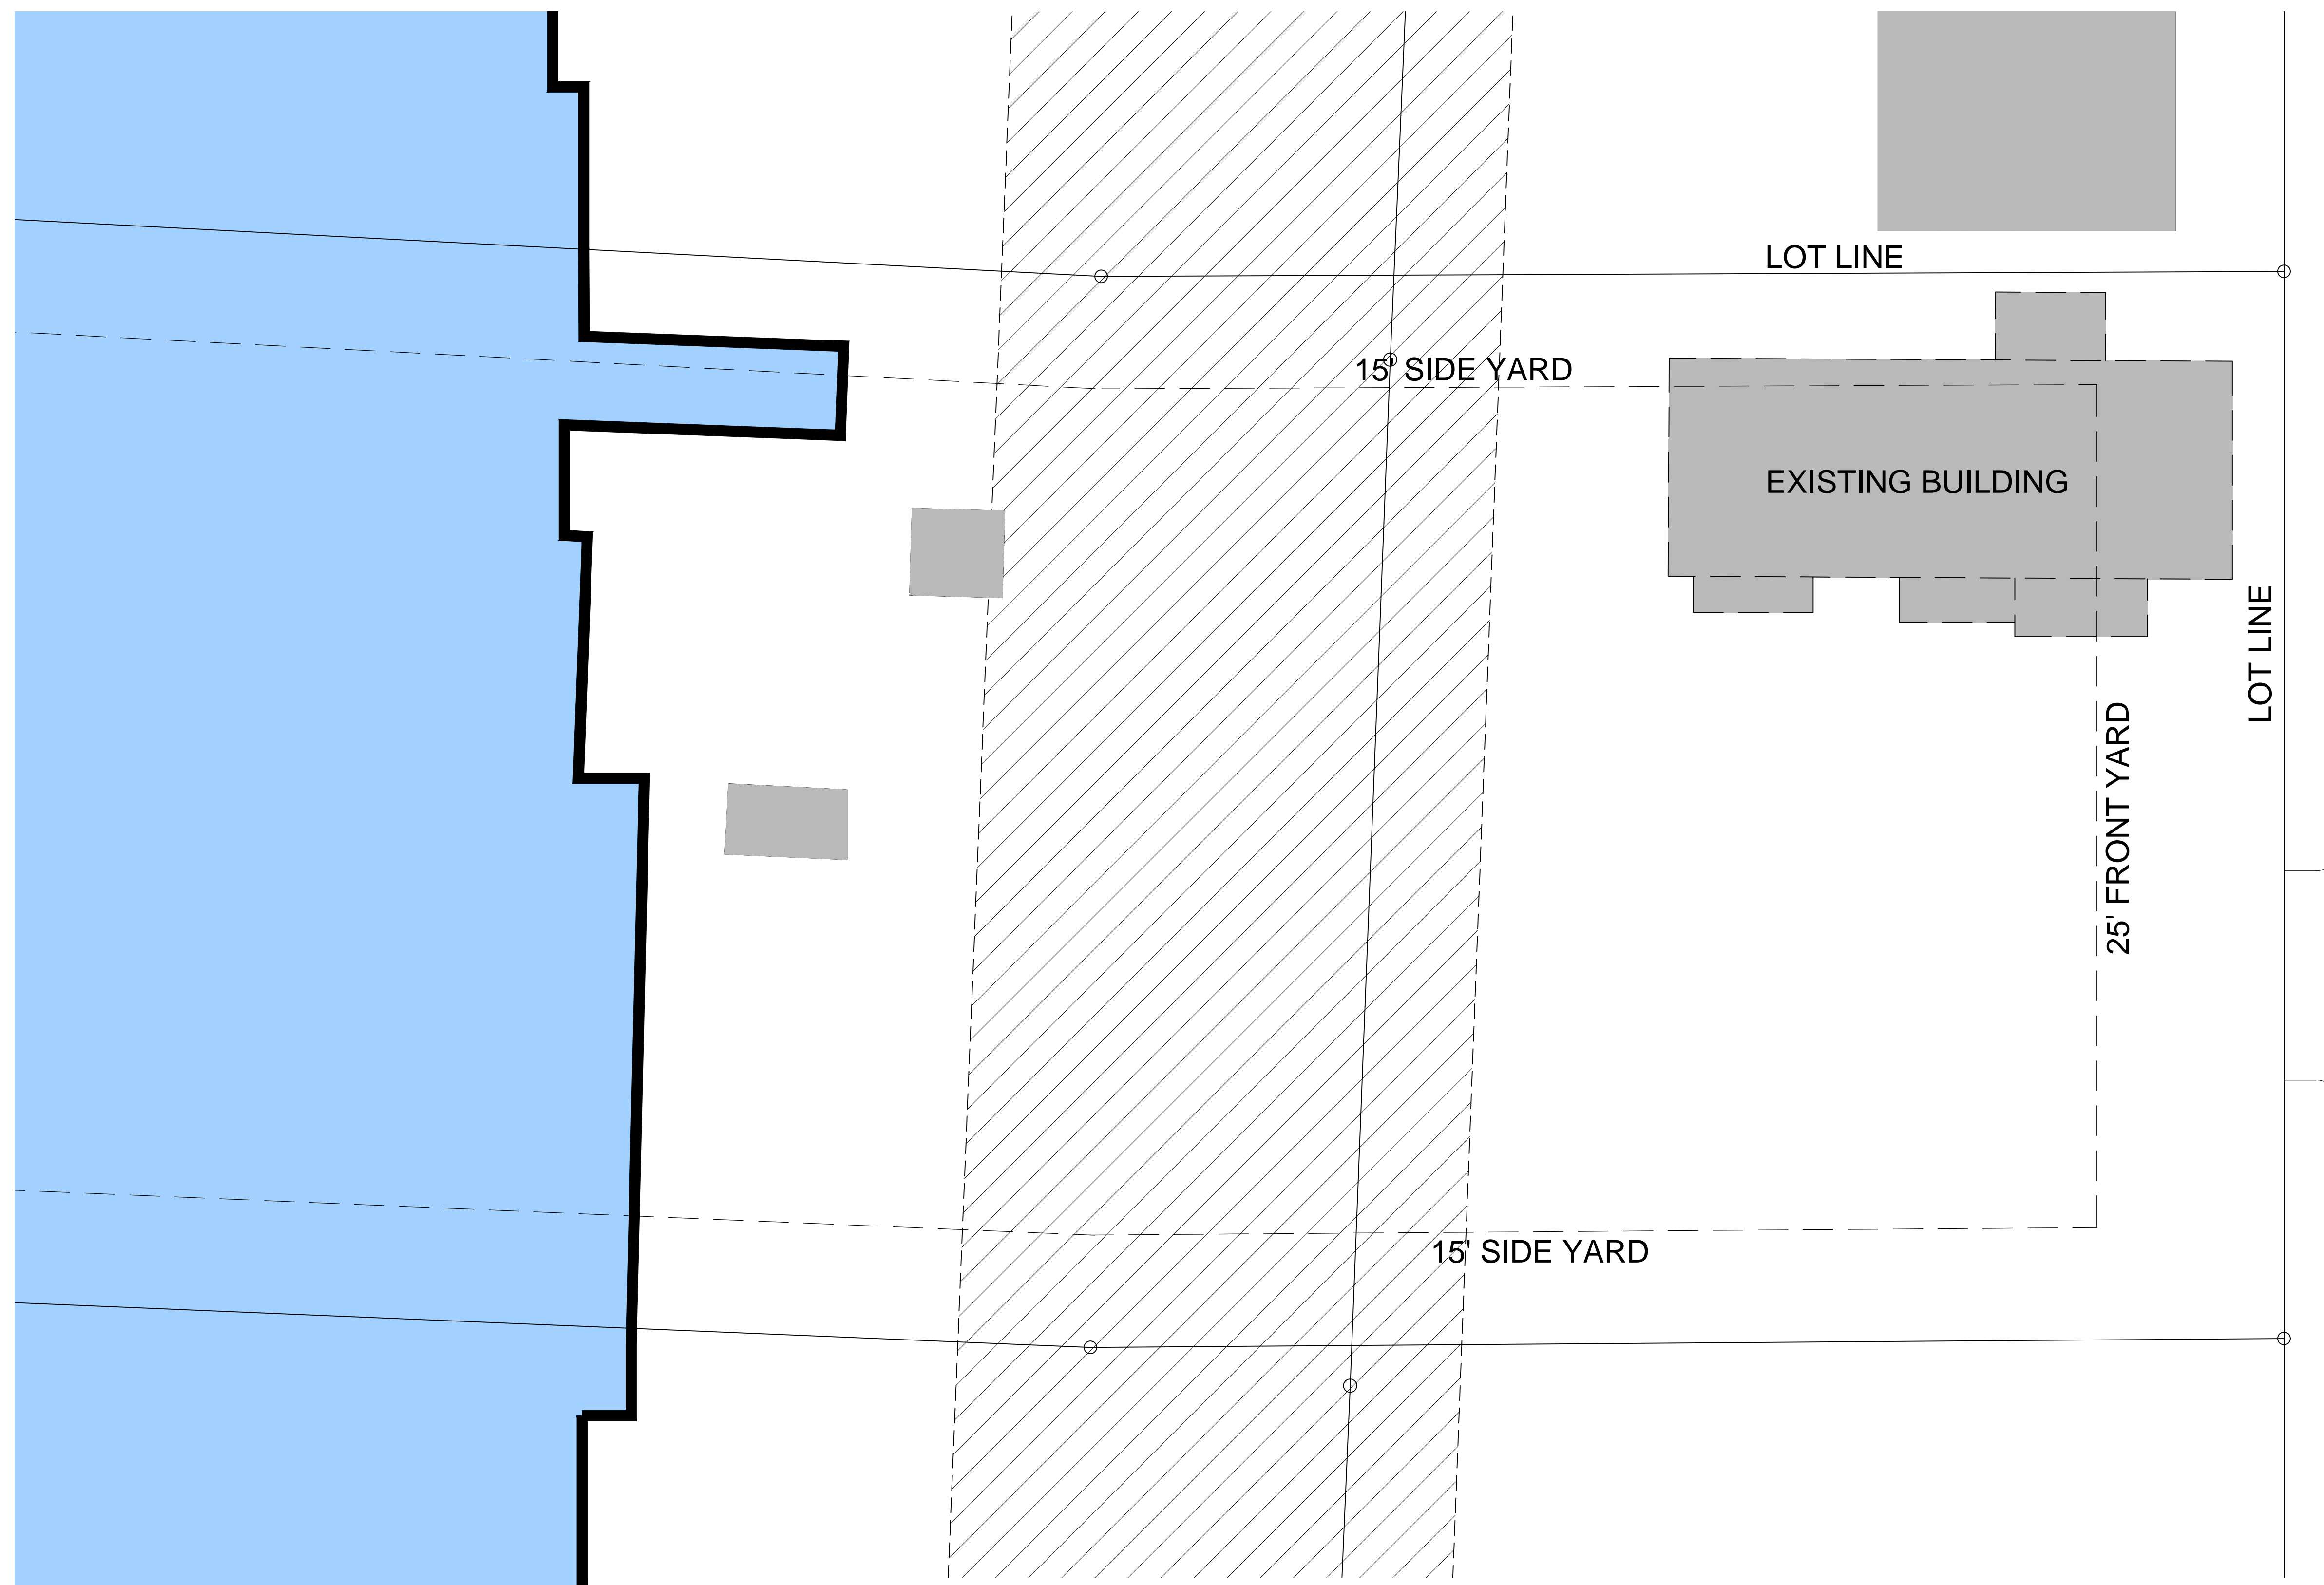 LOT LINE
15' SIDE YARD
EXISTING BUILDING
LOT LINE
25' FRONT YARD
15' SIDE YARD